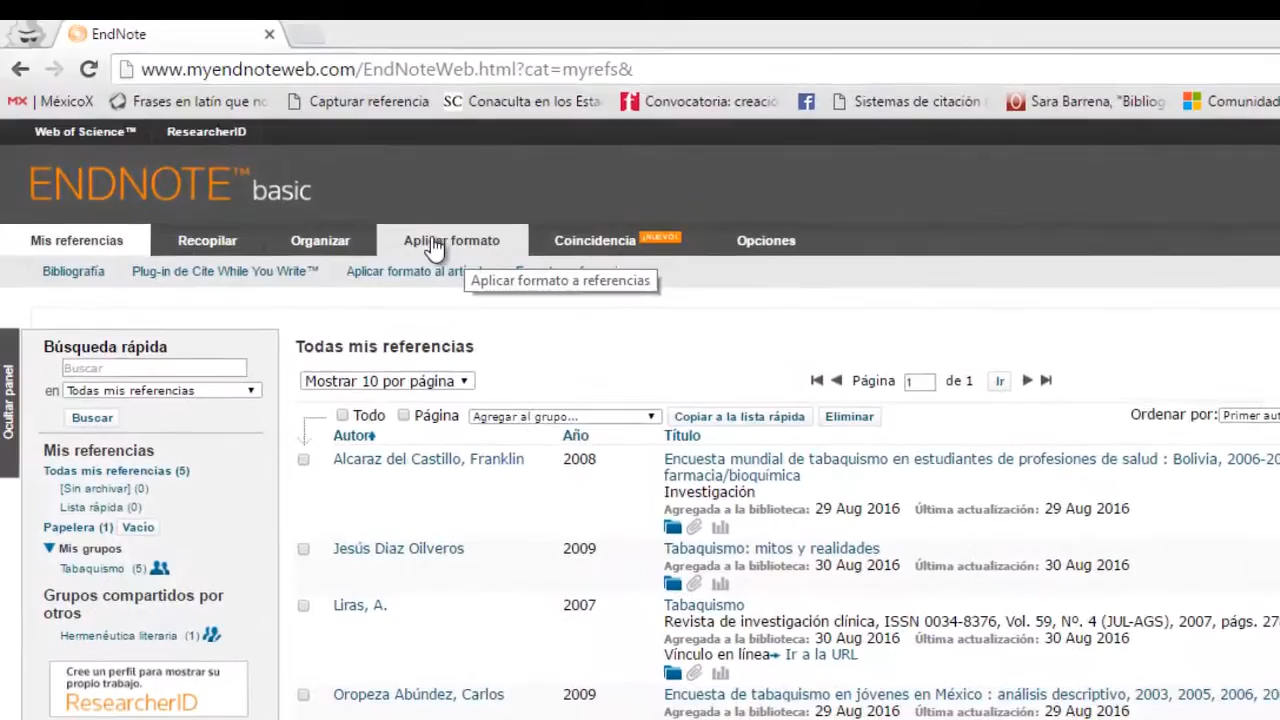 EndNote
www.myendnoteweb.com/EndNoteWeb.html?cat=myrefs&
MX | MéxicoX Frases en latín que no Capturar referencia SC Conaculta en los Esta Convocatoria: creació Sistemas de citación Sara Barrena, "Bibliog Comunidad
Web of Science™ ResearcherID
ENDNOTE™ basic
Mis referencias Recopilar Organizar Aplicar formato Coincidencia ¡NUEVO! Opciones
Bibliografía Plug-in de Cite While You Write™ Aplicar formato al
Aplicar formato a referencias
Ocultar panel
Búsqueda rápida
Buscar
en Todas mis referencias
Buscar
Mis referencias
Todas mis referencias (5)
[Sin archivar] (0)
Lista rápida (0)
Papelera (1) Vacio
Mis grupos
Tabaquismo (5)
Grupos compartidos por
otros
Hermenéutica literaria (1)
Cree un perfil para mostrar su
propio trabajo.
ResearcherID
Todas mis referencias
Mostrar 10 por página Página 1 de 1 Ir
Todo Página Agregar al grupo... Copiar a la lista rápida Eliminar Ordenar por: Primer aut
Autor Año Título
Alcaraz del Castillo, Franklin 2008 Encuesta mundial de tabaquismo en estudiantes de profesiones de salud : Bolivia, 2006-20
farmacia/bioquímica
Investigación
Agregada a la biblioteca: 29 Aug 2016 Última actualización: 29 Aug 2016
Jesús Diaz Oilveros 2009 Tabaquismo: mitos y realidades
Agregada a la biblioteca: 30 Aug 2016 Última actualización: 30 Aug 2016
Liras, A. 2007 Tabaquismo
Revista de investigación clínica, ISSN 0034-8376, Vol. 59, Nº. 4 (JUL-AGS), 2007, págs. 27
Agregada a la biblioteca: 30 Aug 2016 Última actualización: 30 Aug 2016
Vínculo en línea Ir a la URL
Oropeza Abúndez, Carlos 2009 Encuesta de tabaquismo en jóvenes en México : análisis descriptivo, 2003, 2005, 2006, 20
Agregada a la biblioteca: 29 Aug 2016 Última actualización: 29 Aug 2016